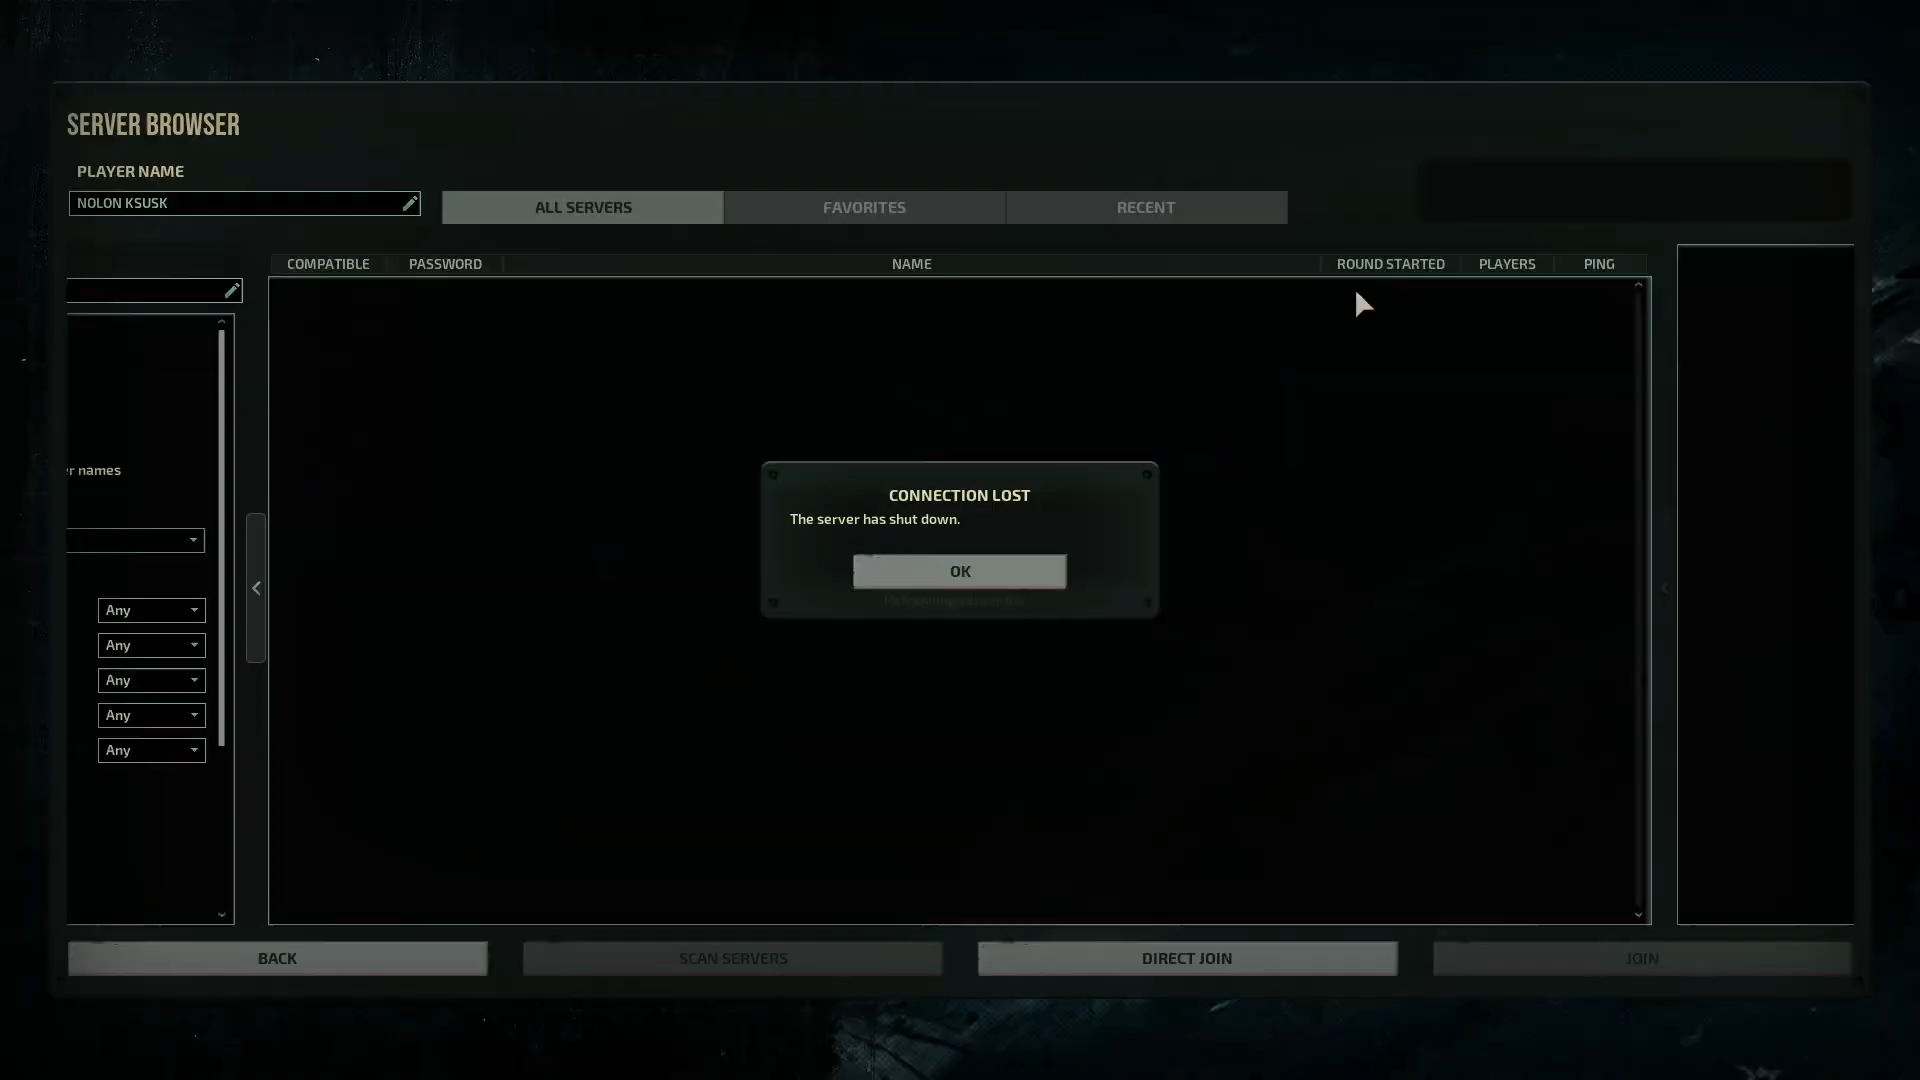 SERVER BROWSER
PLAYER NAME
NOLON KSUSK
ALL SERVERS
FAVORITES
RECENT
COMPATIBLE
PASSWORD
NAME
ROUND STARTED
PLAYERS
PING
names
CONNECTION LOST
The server has shut down.
OK
Any
Any
Any
Any
Any
BACK
SCAN SERVERS
DIRECT JOIN
JOIN